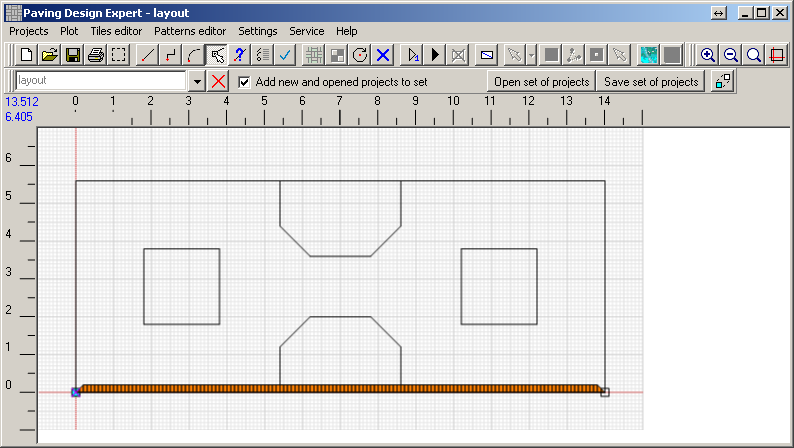 Paving Design Expert - layout
Projects Plot Tiles editor Patterns editor Settings Service Help
layout Add new and opened projects to set Open set of projects Save set of projects
13.512 0 1 2 3 4 5 6 7 8 9 10 11 12 13 14
6.405
6
5
4
3
2
1
0